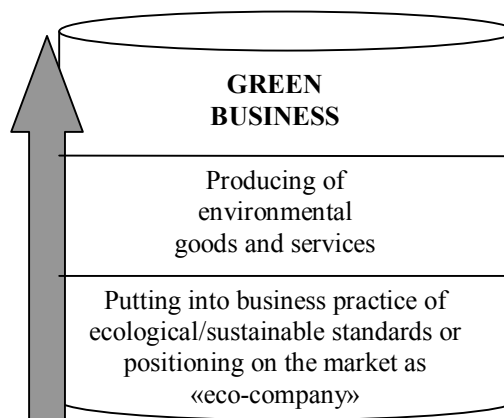 GREEN
BUSINESS
Producing of
environmental
goods and services
Putting into business practice of
ecological/sustainable standards or
positioning on the market as
«eco-company»